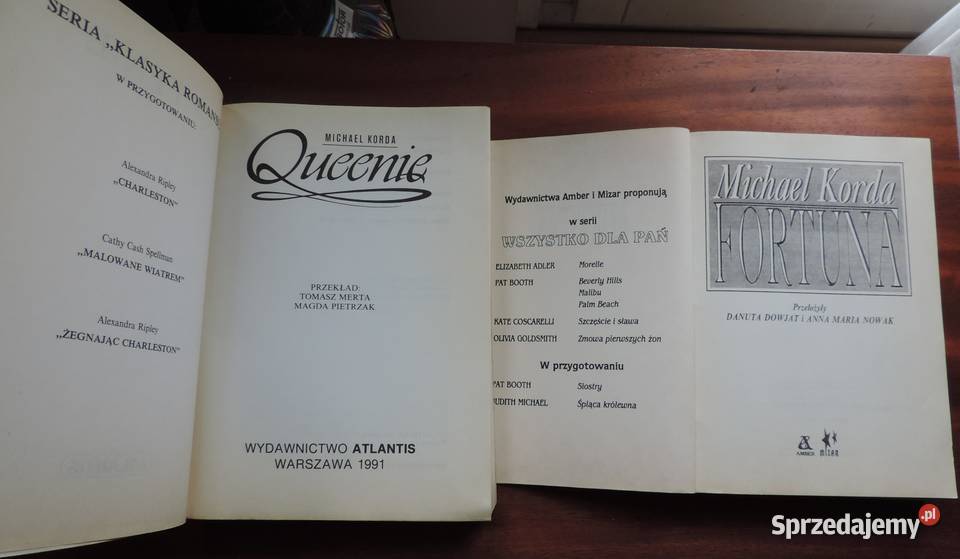 SERIA „KLASYKA ROMANS
W PRZYGOTOWANIU:
Alexandra Ripley
„CHARLESTON"
Cathy Cash Spellman
„MALOWANE WIATREM"
Alexandra Ripley
„ŻEGNAJĄC CHARLESTON"
MICHAEL KORDA
Queenie
PRZEKŁAD:
TOMASZ MERTA
MAGDA PIETRZAK
WYDAWNICTWO ATLANTIS
WARSZAWA 1991
Wydawnictwa Amber i Mizar proponują
w serii
WSZYSTKO DLA PAŃ
ELIZABETH ADLER Morelle
PAT BOOTH Beverly Hills
Malibu
Palm Beach
KATE COSCARELLI Szczęście i sława
OLIVIA GOLDSMITH Zmowa pierwszych żon
W przygotowaniu
PAT BOOTH Siostry
JUDITH MICHAEL Śpiąca królewna
Michael Korda
FORTUNA
Przełożyły
DANUTA DOWJAT i ANNA MARIA NOWAK
AMBER mizar
Sprzedajemy.pl